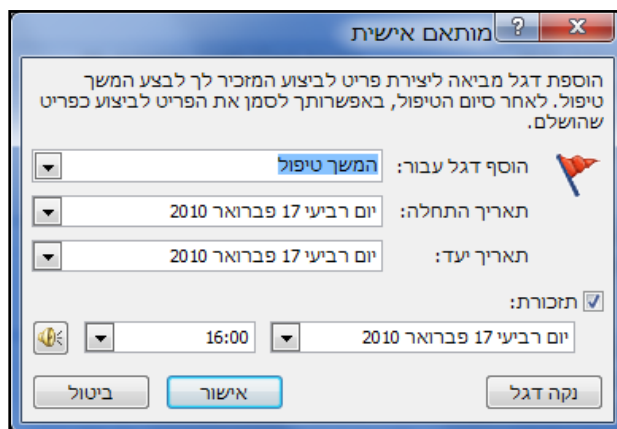 מותאם אישית
הוספת דגל מביאה ליצירת פריט לביצוע המזכיר לך לבצע המשך
טיפול. לאחר סיום הטיפול, באפשרותך לסמן את הפריט לביצוע כפריט
שהושלם.
הוסף דגל עבור: המשך טיפול
תאריך התחלה: יום רביעי 17 פברואר 2010
תאריך יעד: יום רביעי 17 פברואר 2010
תזכורת:
יום רביעי 17 פברואר 2010 16:00
נקה דגל אישור ביטול